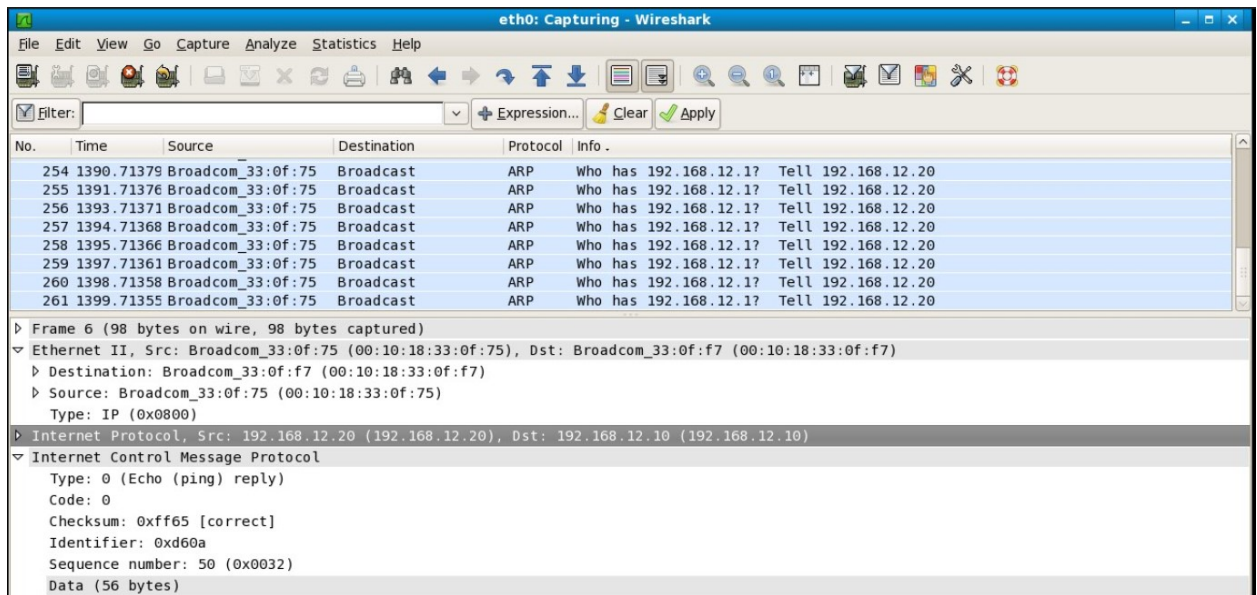 eth0: Capturing - Wireshark
File Edit View Go Capture Analyze Statistics Help
Filter: Expression... Clear Apply
No. Time Source Destination Protocol Info .
254 1390.71379 Broadcom_33:0f:75 Broadcast ARP Who has 192.168.12.1? Tell 192.168.12.20
255 1391.71376 Broadcom_33:0f:75 Broadcast ARP Who has 192.168.12.1? Tell 192.168.12.20
256 1393.71371 Broadcom_33:0f:75 Broadcast ARP Who has 192.168.12.1? Tell 192.168.12.20
257 1394.71368 Broadcom_33:0f:75 Broadcast ARP Who has 192.168.12.1? Tell 192.168.12.20
258 1395.71366 Broadcom_33:0f:75 Broadcast ARP Who has 192.168.12.1? Tell 192.168.12.20
259 1397.71361 Broadcom_33:0f:75 Broadcast ARP Who has 192.168.12.1? Tell 192.168.12.20
260 1398.71358 Broadcom_33:0f:75 Broadcast ARP Who has 192.168.12.1? Tell 192.168.12.20
261 1399.71355 Broadcom_33:0f:75 Broadcast ARP Who has 192.168.12.1? Tell 192.168.12.20
Frame 6 (98 bytes on wire, 98 bytes captured)
Ethernet II, Src: Broadcom_33:0f:75 (00:10:18:33:0f:75), Dst: Broadcom_33:0f:f7 (00:10:18:33:0f:f7)
Destination: Broadcom_33:0f:f7 (00:10:18:33:0f:f7)
Source: Broadcom_33:0f:75 (00:10:18:33:0f:75)
Type: IP (0x0800)
Internet Protocol, Src: 192.168.12.20 (192.168.12.20), Dst: 192.168.12.10 (192.168.12.10)
Internet Control Message Protocol
Type: 0 (Echo (ping) reply)
Code: 0
Checksum: 0xff65 [correct]
Identifier: 0xd60a
Sequence number: 50 (0x0032)
Data (56 bytes)